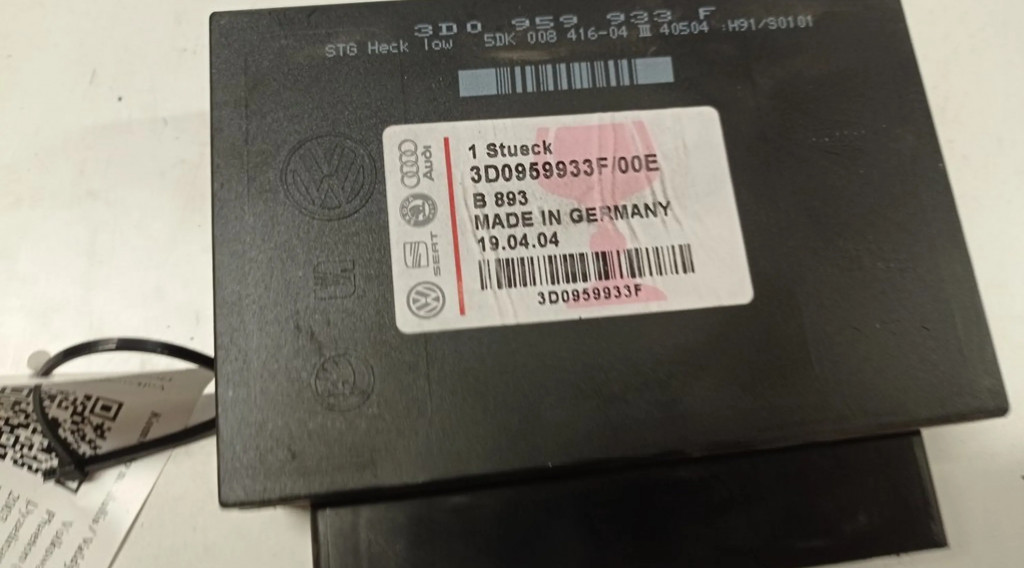 3D0 959 933 F
STG Heck low 5DK 008 416-04 III 40504 :H91/S0101
AUDI
SEAT
1 Stueck
3D0959933F/00E
B 893
MADE IN GERMANY
19.04.04
3D0959933F